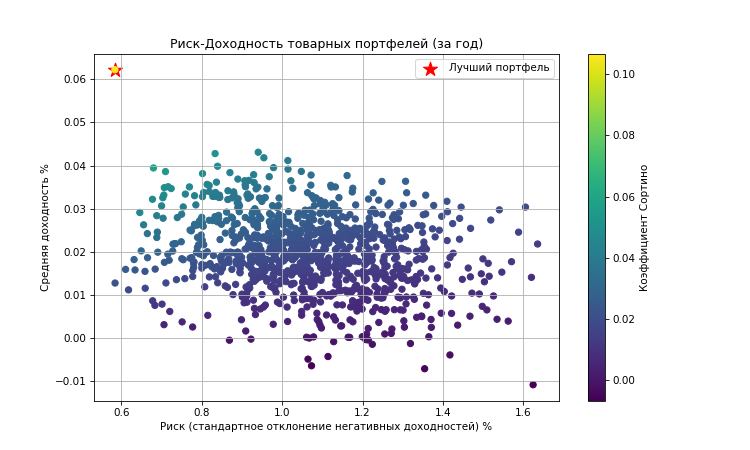 Риск-Доходность товарных портфелей (за год)
Лучший портфель
Средняя доходность %
0.06
0.05
0.04
0.03
0.02
0.01
0.00
−0.01
0.6 0.8 1.0 1.2 1.4 1.6
Риск (стандартное отклонение негативных доходностей) %
0.10
0.08
0.06
0.04
0.02
0.00
Коэффициент Сортино